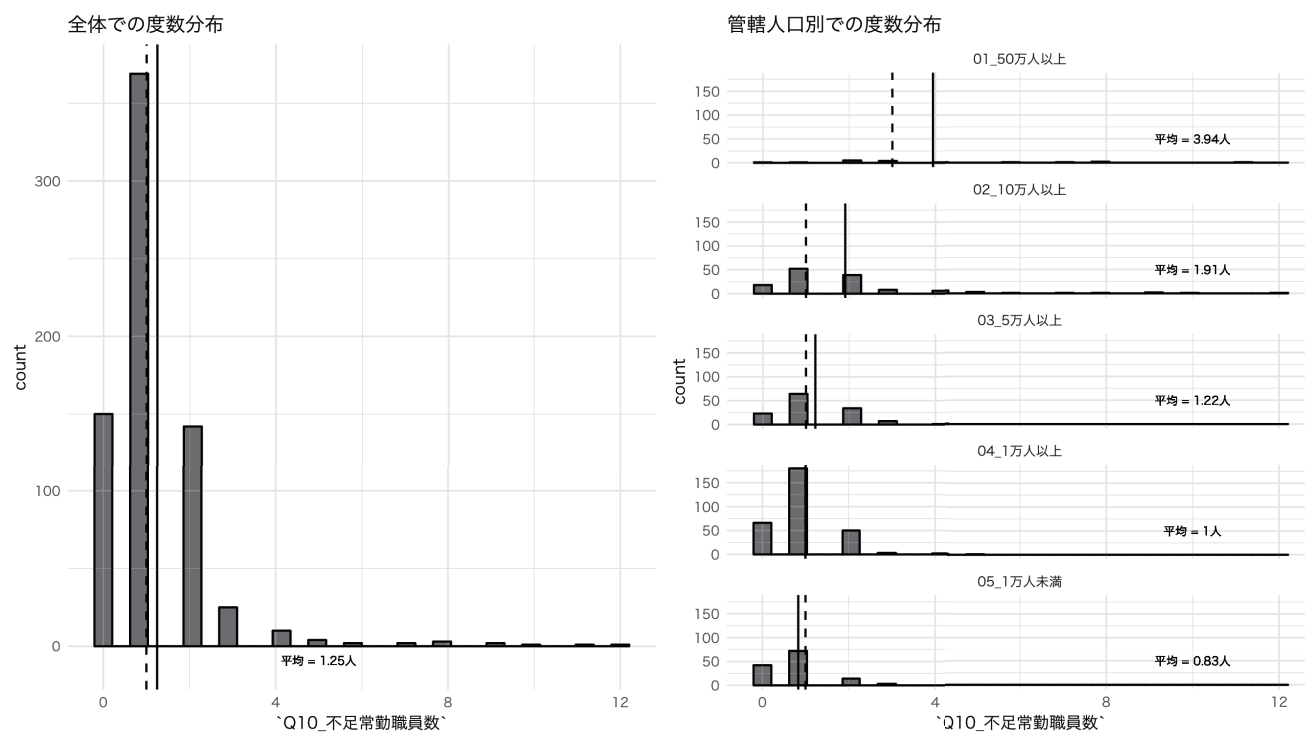 全体での度数分布
count
300
200
100
0
平均 = 1.25人
0 4 8 12
`Q10_不足常勤職員数`
管轄人口別での度数分布
count
01_50万人以上
150
100
50
0
平均 = 3.94人
02_10万人以上
150
100
50
0
平均 = 1.91人
03_5万人以上
150
100
50
0
平均 = 1.22人
04_1万人以上
150
100
50
0
平均 = 1人
05_1万人未満
150
100
50
0
平均 = 0.83人
0 4 8 12
`Q10_不足常勤職員数`